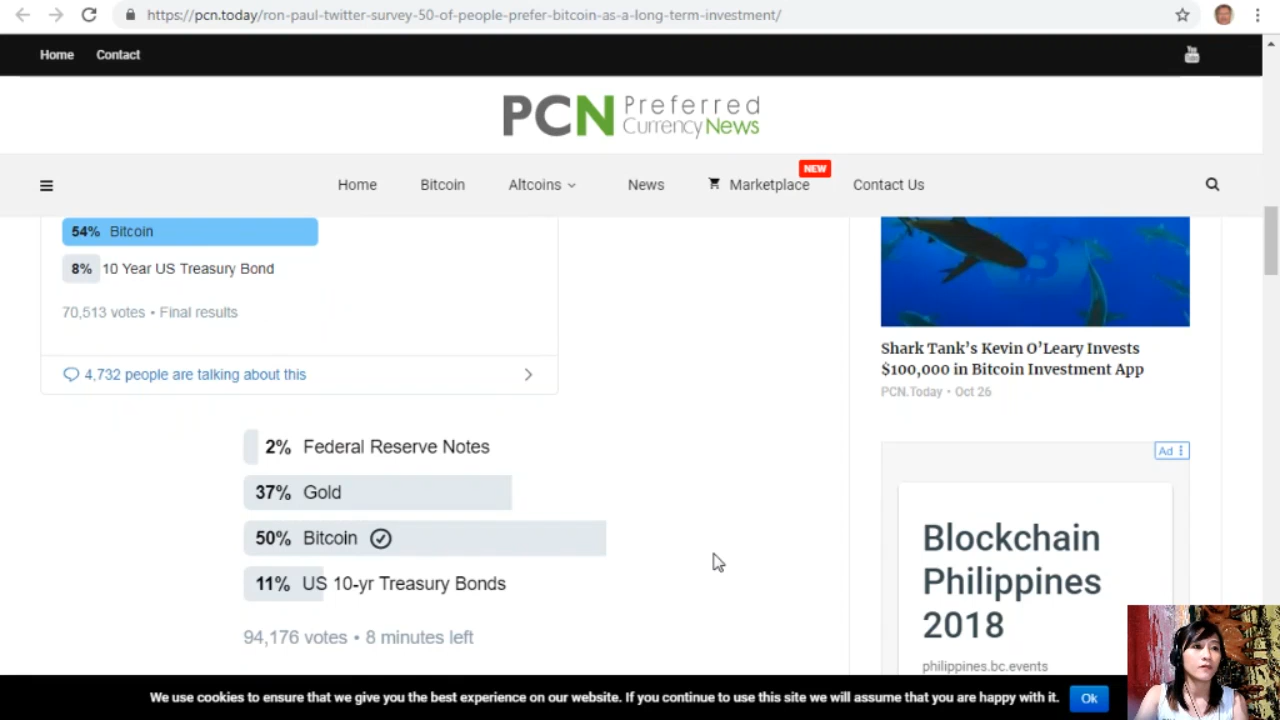 https://pcn.today/ron-paul-twitter-survey-50-of-people-prefer-bitcoin-as-a-long-term-investment/
Home Contact
You
PCN Preferred
CurrencyNews
NEW
Home Bitcoin Altcoins News Marketplace Contact Us
54% Bitcoin
8% 10 Year US Treasury Bond
70,513 votes • Final results
4,732 people are talking about this
Shark Tank's Kevin O'Leary Invests
$100,000 in Bitcoin Investment App
PCN.Today • Oct 26
2% Federal Reserve Notes
37% Gold
50% Bitcoin
11% US 10-yr Treasury Bonds
94,176 votes • 8 minutes left
Ad
Blockchain
Philippines
2018
philippines.bc.events
We use cookies to ensure that we give you the best experience on our website. If you continue to use this site we will assume that you are happy with it. Ok